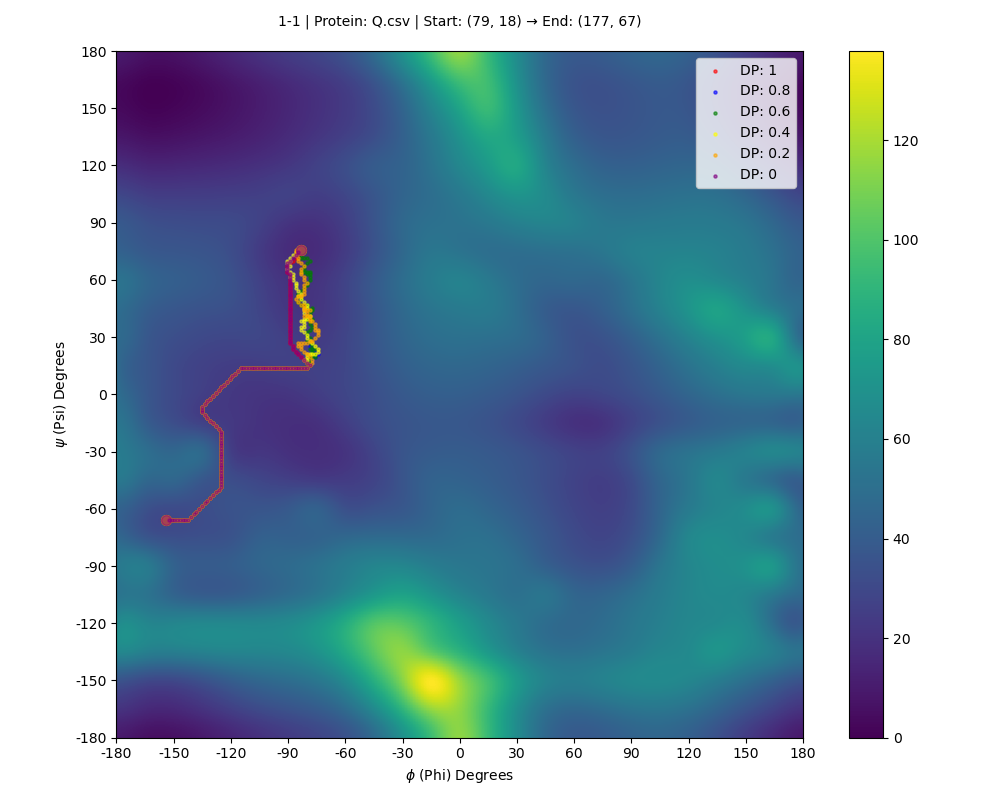 1-1 | Protein: Q.csv | Start: (79, 18) → End: (177, 67)
DP: 1
DP: 0.8
DP: 0.6
DP: 0.4
DP: 0.2
DP: 0
180
150
120
90
60
30
0
-30
-60
-90
-120
-150
-180
ψ (Psi) Degrees
-180 -150 -120 -90 -60 -30 0 30 60 90 120 150 180
ϕ (Phi) Degrees
120
100
80
60
40
20
0